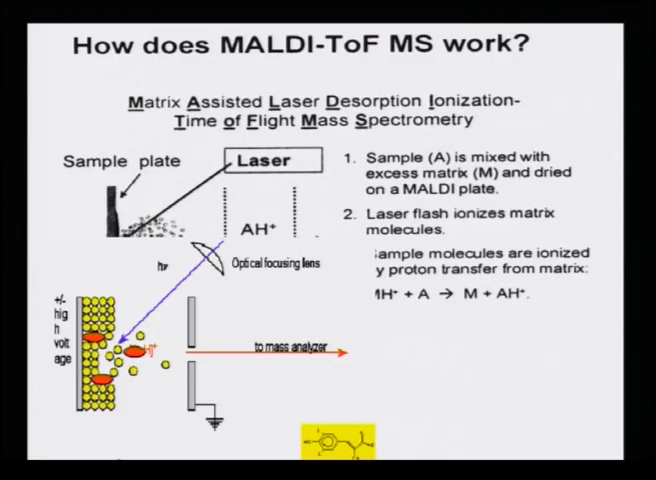 How does MALDI-ToF MS work?
Matrix Assisted Laser Desorption Ionization-
Time of Flight Mass Spectrometry
Sample plate
Laser
AH+
hν
Optical focusing lens
+/-
hig
h
volt
age
to mass analyzer
1. Sample (A) is mixed with
excess matrix (M) and dried
on a MALDI plate.
2. Laser flash ionizes matrix
molecules.
ample molecules are ionized
y proton transfer from matrix:
H+ + A → M + AH+.